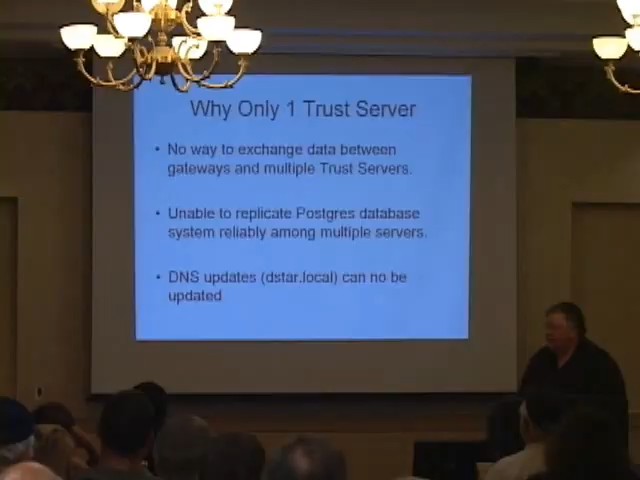 Why Only 1 Trust Server
• No way to exchange data between
gateways and multiple Trust Servers.
• Unable to replicate Postgres database
system reliably among multiple servers.
• DNS updates (dstar.local) can no be
updated